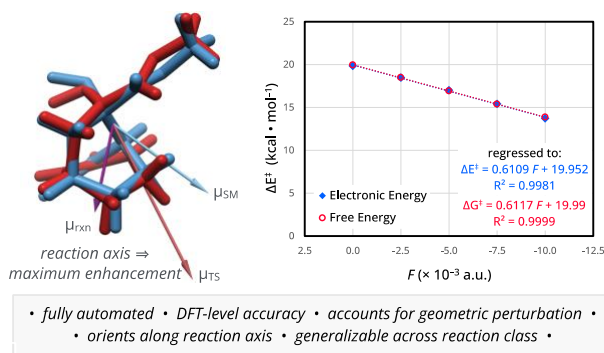 μSM
μrxn
reaction axis ⇒
maximum enhancement
μTS
ΔE‡ (kcal • mol⁻¹)
25
20
15
10
5
0
2.5
0.0
-2.5
-5.0
-7.5
-10.0
-12.5
F (× 10⁻³ a.u.)
Electronic Energy
Free Energy
regressed to:
ΔE‡ = 0.6109 F + 19.952
R² = 0.9981
ΔG‡ = 0.6117 F + 19.99
R² = 0.9999
• fully automated • DFT-level accuracy • accounts for geometric perturbation •
• orients along reaction axis • generalizable across reaction class •